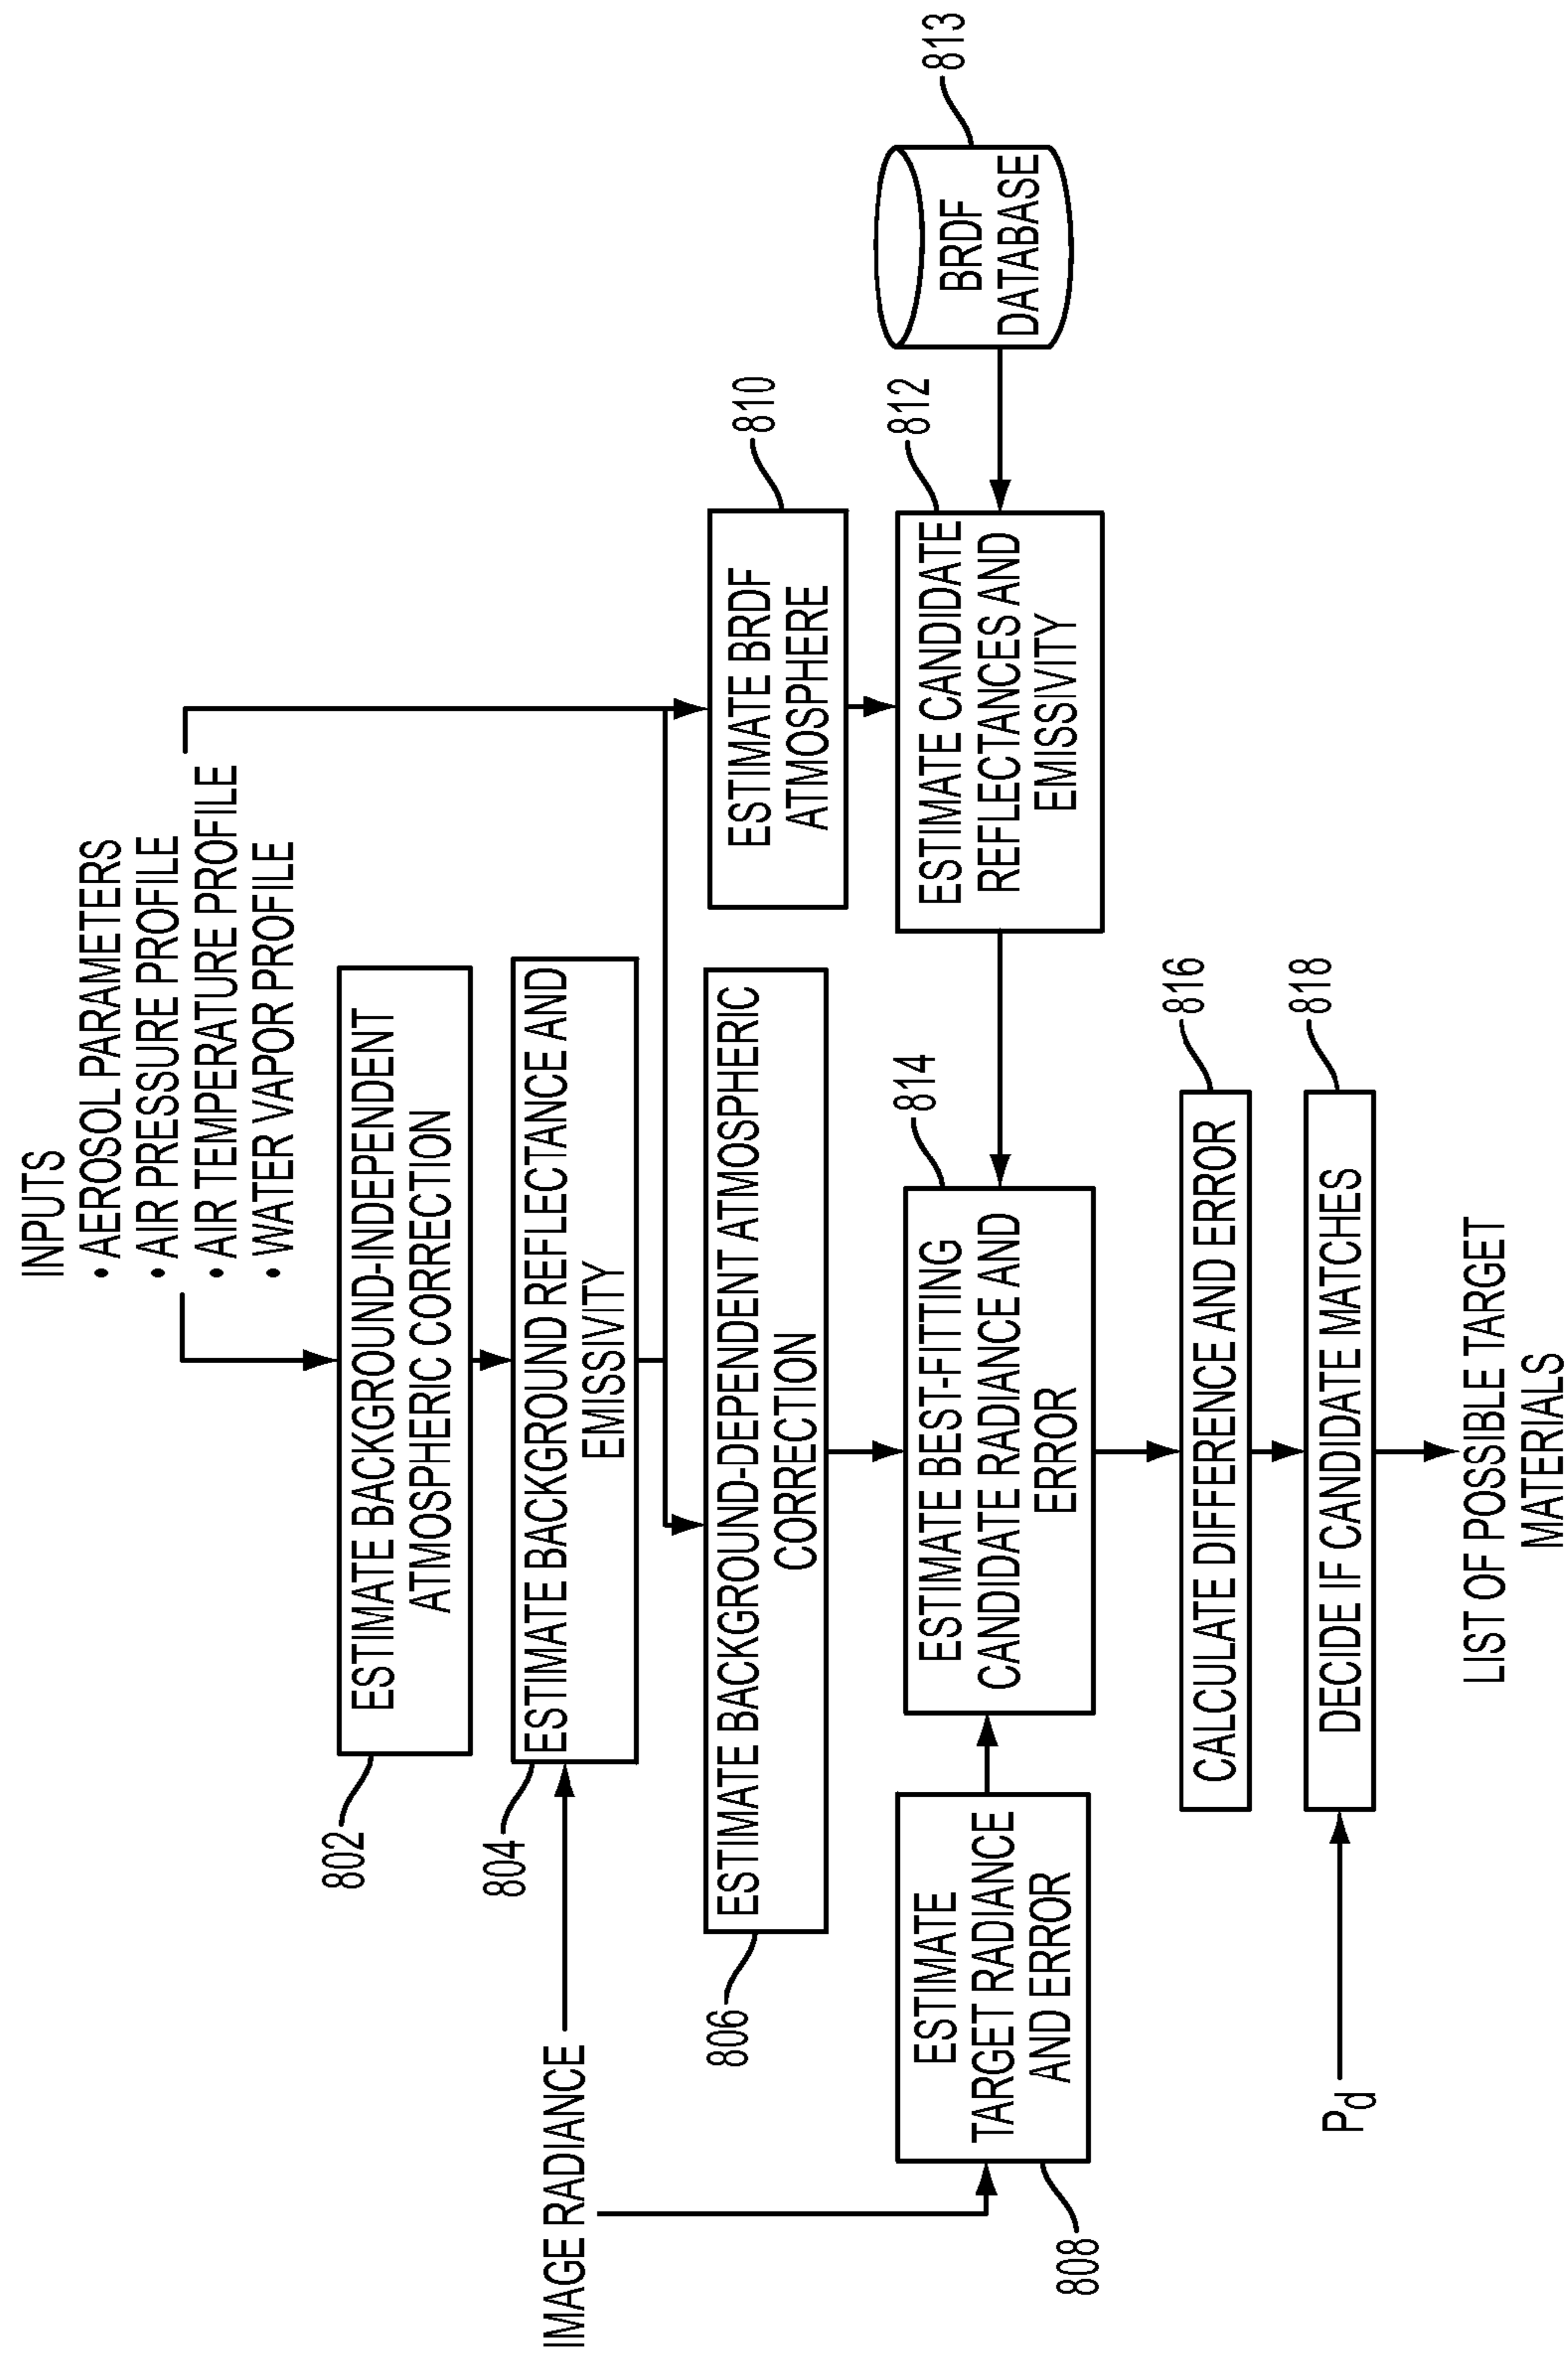 INPUTS
• AEROSOL PARAMETERS
• AIR PRESSURE PROFILE
• AIR TEMPERATURE PROFILE
• WATER VAPOR PROFILE
802
ESTIMATE BACKGROUND-INDEPENDENT
ATMOSPHERIC CORRECTION
IMAGE RADIANCE
804
ESTIMATE BACKGROUND REFLECTANCE AND
EMISSIVITY
806
ESTIMATE BACKGROUND-DEPENDENT ATMOSPHERIC
CORRECTION
810
ESTIMATE BRDF
ATMOSPHERE
808
ESTIMATE
TARGET RADIANCE
AND ERROR
814
ESTIMATE BEST-FITTING
CANDIDATE RADIANCE AND
ERROR
812
ESTIMATE CANDIDATE
REFLECTANCES AND
EMISSIVITY
813
BRDF
DATABASE
816
CALCULATE DIFFERENCE AND ERROR
818
Pd
DECIDE IF CANDIDATE MATCHES
LIST OF POSSIBLE TARGET
MATERIALS